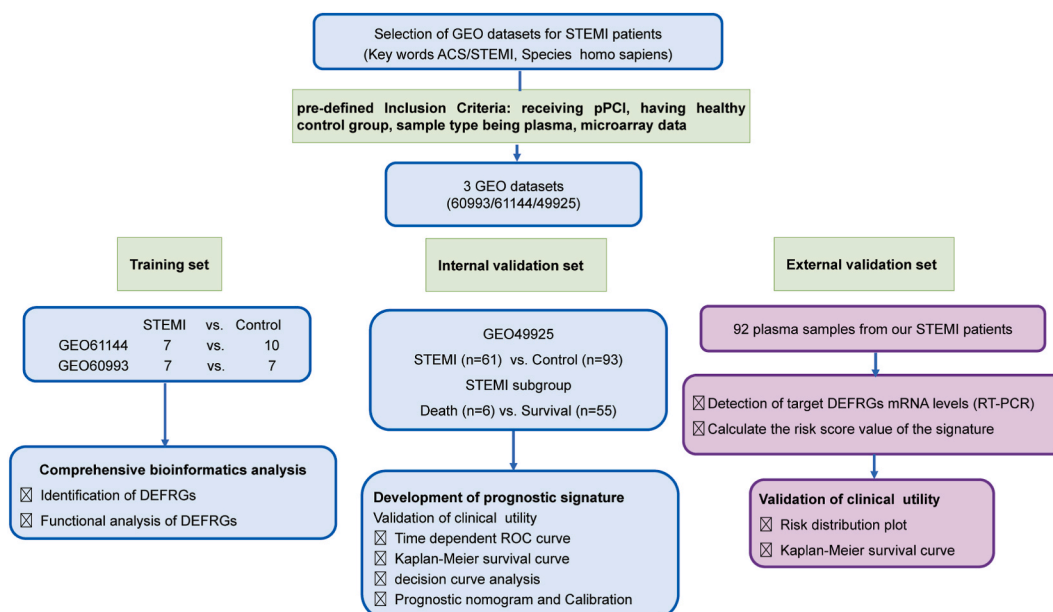 Selection of GEO datasets for STEMI patients
(Key words ACS/STEMI, Species homo sapiens)
pre-defined Inclusion Criteria: receiving pPCI, having healthy
control group, sample type being plasma, microarray data
3 GEO datasets
(60993/61144/49925)
Training set
STEMI vs. Control
GEO61144 7 vs. 10
GEO60993 7 vs. 7
Comprehensive bioinformatics analysis
Identification of DEFRGs
Functional analysis of DEFRGs
Internal validation set
GEO49925
STEMI (n=61) vs. Control (n=93)
STEMI subgroup
Death (n=6) vs. Survival (n=55)
Development of prognostic signature
Validation of clinical utility
Time dependent ROC curve
Kaplan-Meier survival curve
decision curve analysis
Prognostic nomogram and Calibration
External validation set
92 plasma samples from our STEMI patients
Detection of target DEFRGs mRNA levels (RT-PCR)
Calculate the risk score value of the signature
Validation of clinical utility
Risk distribution plot
Kaplan-Meier survival curve